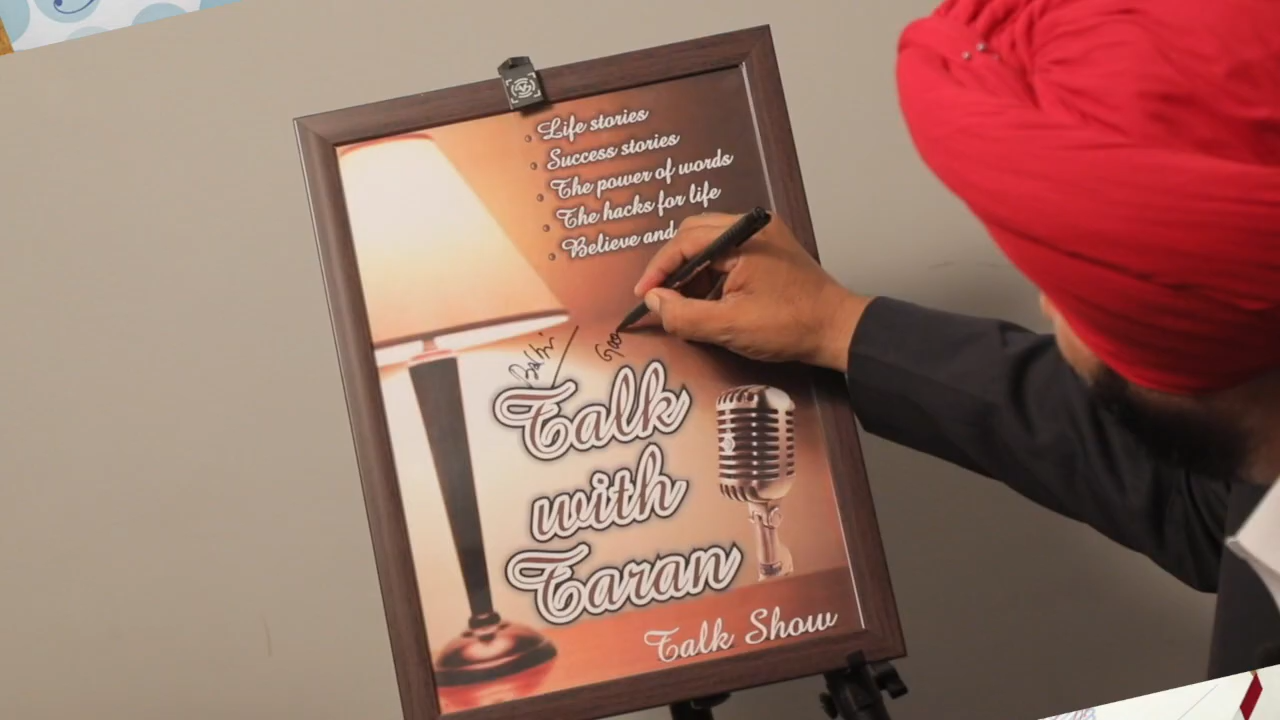 Life stories
Success stories
The power of words
The hacks for life
Believe and
Talk
with
Taran
Talk Show